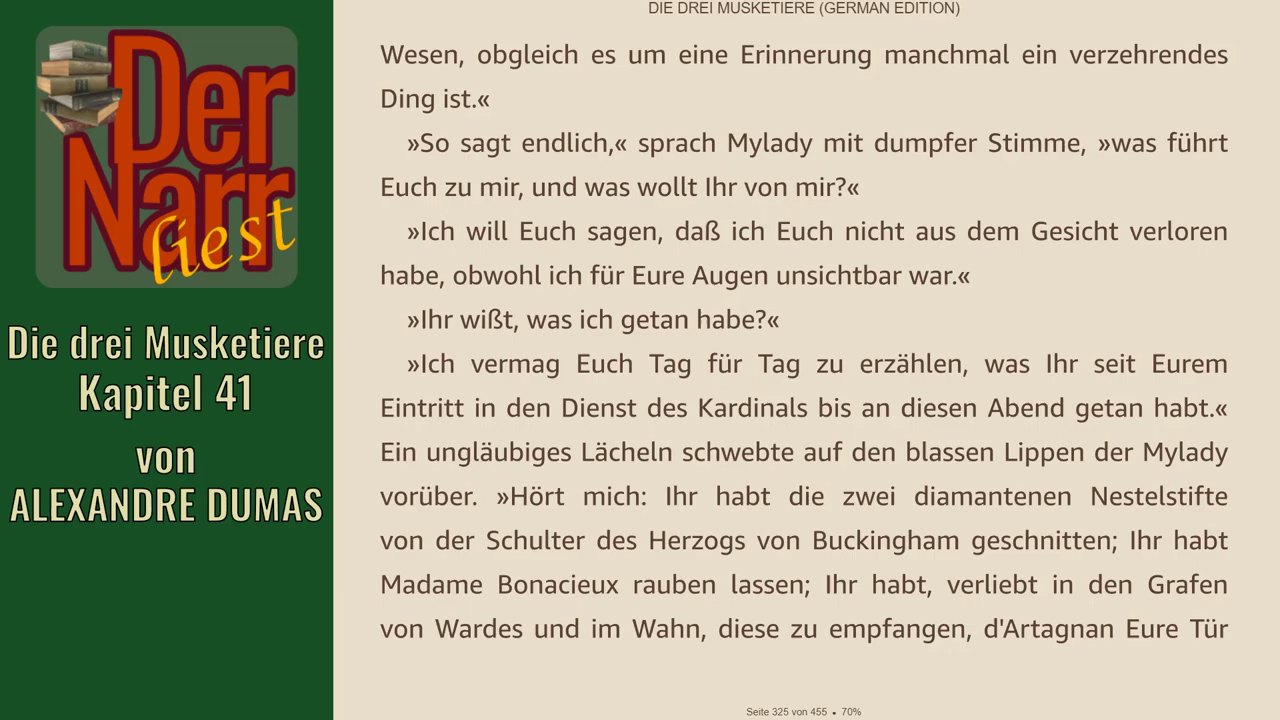 Der
Narr
liest
Die drei Musketiere
Kapitel 41
von
ALEXANDRE DUMAS
DIE DREI MUSKETIERE (GERMAN EDITION)
Wesen, obgleich es um eine Erinnerung manchmal ein verzehrendes
Ding ist.«
»So sagt endlich,« sprach Mylady mit dumpfer Stimme, »was führt
Euch zu mir, und was wollt Ihr von mir?«
»Ich will Euch sagen, daß ich Euch nicht aus dem Gesicht verloren
habe, obwohl ich für Eure Augen unsichtbar war.«
»Ihr wißt, was ich getan habe?«
»Ich vermag Euch Tag für Tag zu erzählen, was Ihr seit Eurem
Eintritt in den Dienst des Kardinals bis an diesen Abend getan habt.«
Ein ungläubiges Lächeln schwebte auf den blassen Lippen der Mylady
vorüber. »Hört mich: Ihr habt die zwei diamantenen Nestelstifte
von der Schulter des Herzogs von Buckingham geschnitten; Ihr habt
Madame Bonacieux rauben lassen; Ihr habt, verliebt in den Grafen
von Wardes und im Wahn, diese zu empfangen, d'Artagnan Eure Tür
Seite 325 von 455 • 70%